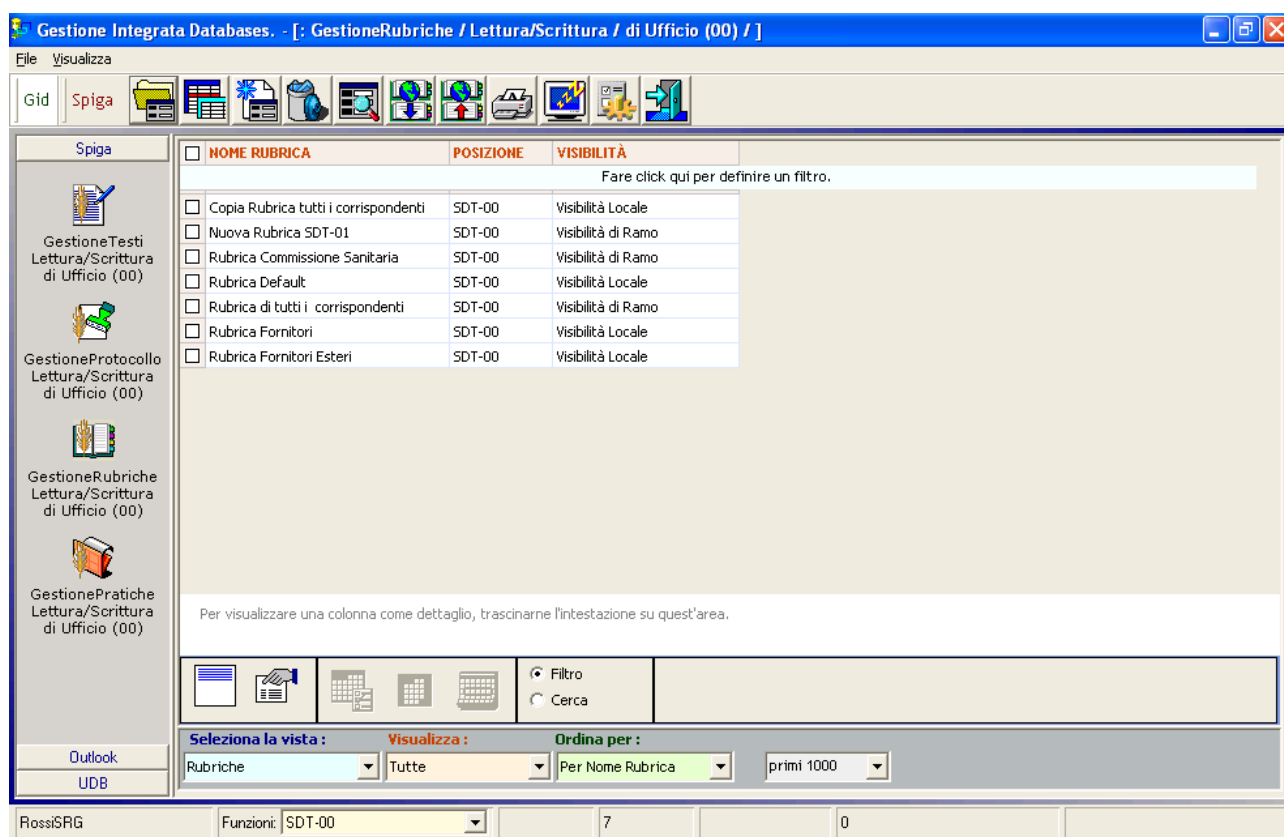 Gestione Integrata Databases. - [: GestioneRubriche / Lettura/Scrittura / di Ufficio (00) / ]
File Visualizza
Gid Spiga
Spiga
GestioneTesti
Lettura/Scrittura
di Ufficio (00)
GestioneProtocollo
Lettura/Scrittura
di Ufficio (00)
GestioneRubriche
Lettura/Scrittura
di Ufficio (00)
GestionePratiche
Lettura/Scrittura
di Ufficio (00)
Outlook
UDB
NOME RUBRICA POSIZIONE VISIBILITÀ
Fare click qui per definire un filtro.
Copia Rubrica tutti i corrispondenti SDT-00 Visibilità Locale
Nuova Rubrica SDT-01 SDT-00 Visibilità di Ramo
Rubrica Commissione Sanitaria SDT-00 Visibilità di Ramo
Rubrica Default SDT-00 Visibilità Locale
Rubrica di tutti i corrispondenti SDT-00 Visibilità di Ramo
Rubrica Fornitori SDT-00 Visibilità Locale
Rubrica Fornitori Esteri SDT-00 Visibilità Locale
Per visualizzare una colonna come dettaglio, trascinarne l'intestazione su quest'area.
Filtro
Cerca
Seleziona la vista : Visualizza : Ordina per :
Rubriche Tutte Per Nome Rubrica primi 1000
RossiSRG Funzioni: SDT-00 7 0